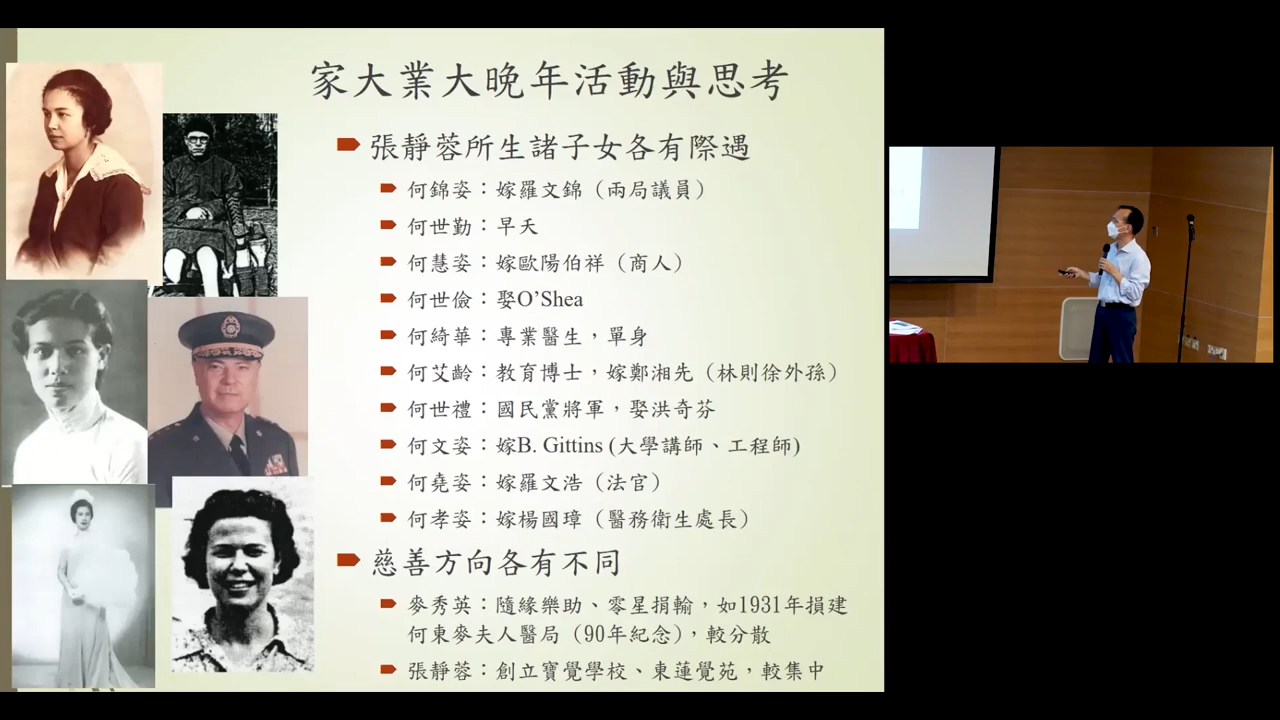 家大業大晚年活動與思考
張靜蓉所生諸子女各有際遇
何錦姿：嫁羅文錦（兩局議員）
何世勤：早夭
何慧姿：嫁歐陽伯祥（商人）
何世儉：娶O’Shea
何綺華：專業醫生，單身
何艾齡：教育博士，嫁鄭湘先（林則徐外孫）
何世禮：國民黨將軍，娶洪奇芬
何文姿：嫁B. Gittins (大學講師、工程師)
何堯姿：嫁羅文浩（法官）
何孝姿：嫁楊國璋（醫務衛生處長）
慈善方向各有不同
麥秀英：隨緣樂助、零星捐輸，如1931年損建
何東麥夫人醫局（90年紀念），較分散
張靜蓉：創立寶覺學校、東蓮覺苑，較集中